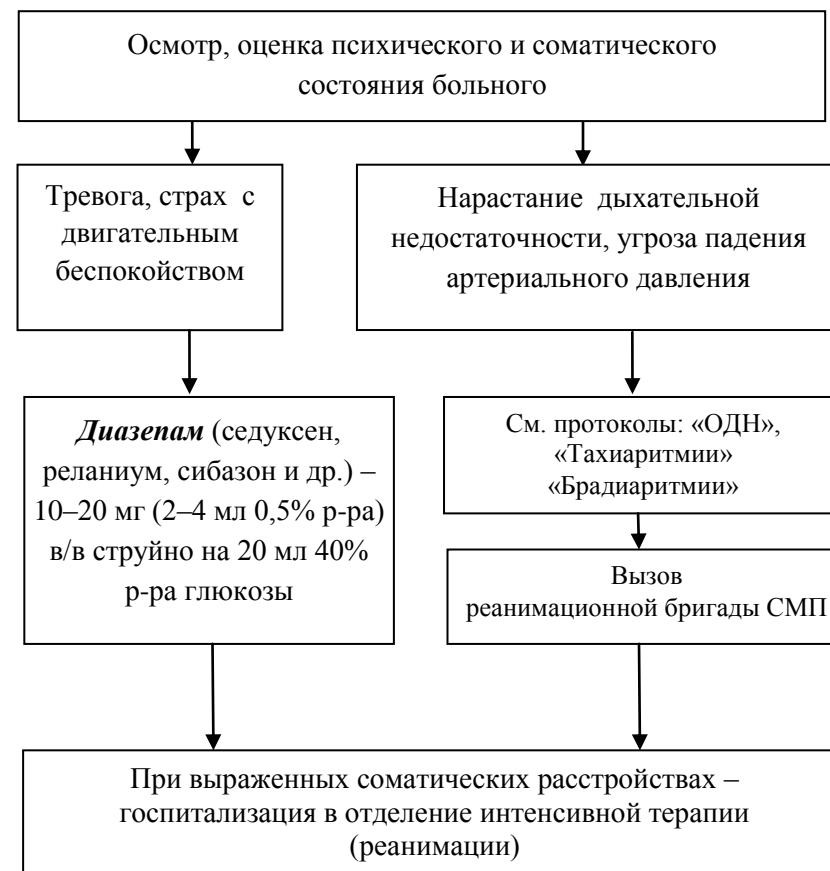 Осмотр, оценка психического и соматического
состояния больного
Тревога, страх с
двигательным
беспокойством
Нарастание дыхательной
недостаточности, угроза падения
артериального давления
Диазепам (седуксен,
реланиум, сибазон и др.) –
10–20 мг (2–4 мл 0,5% р-ра)
в/в струйно на 20 мл 40%
р-ра глюкозы
См. протоколы: «ОДН»,
«Тахиаритмии»
«Брадиаритмии»
Вызов
реанимационной бригады СМП
При выраженных соматических расстройствах –
госпитализация в отделение интенсивной терапии
(реанимации)